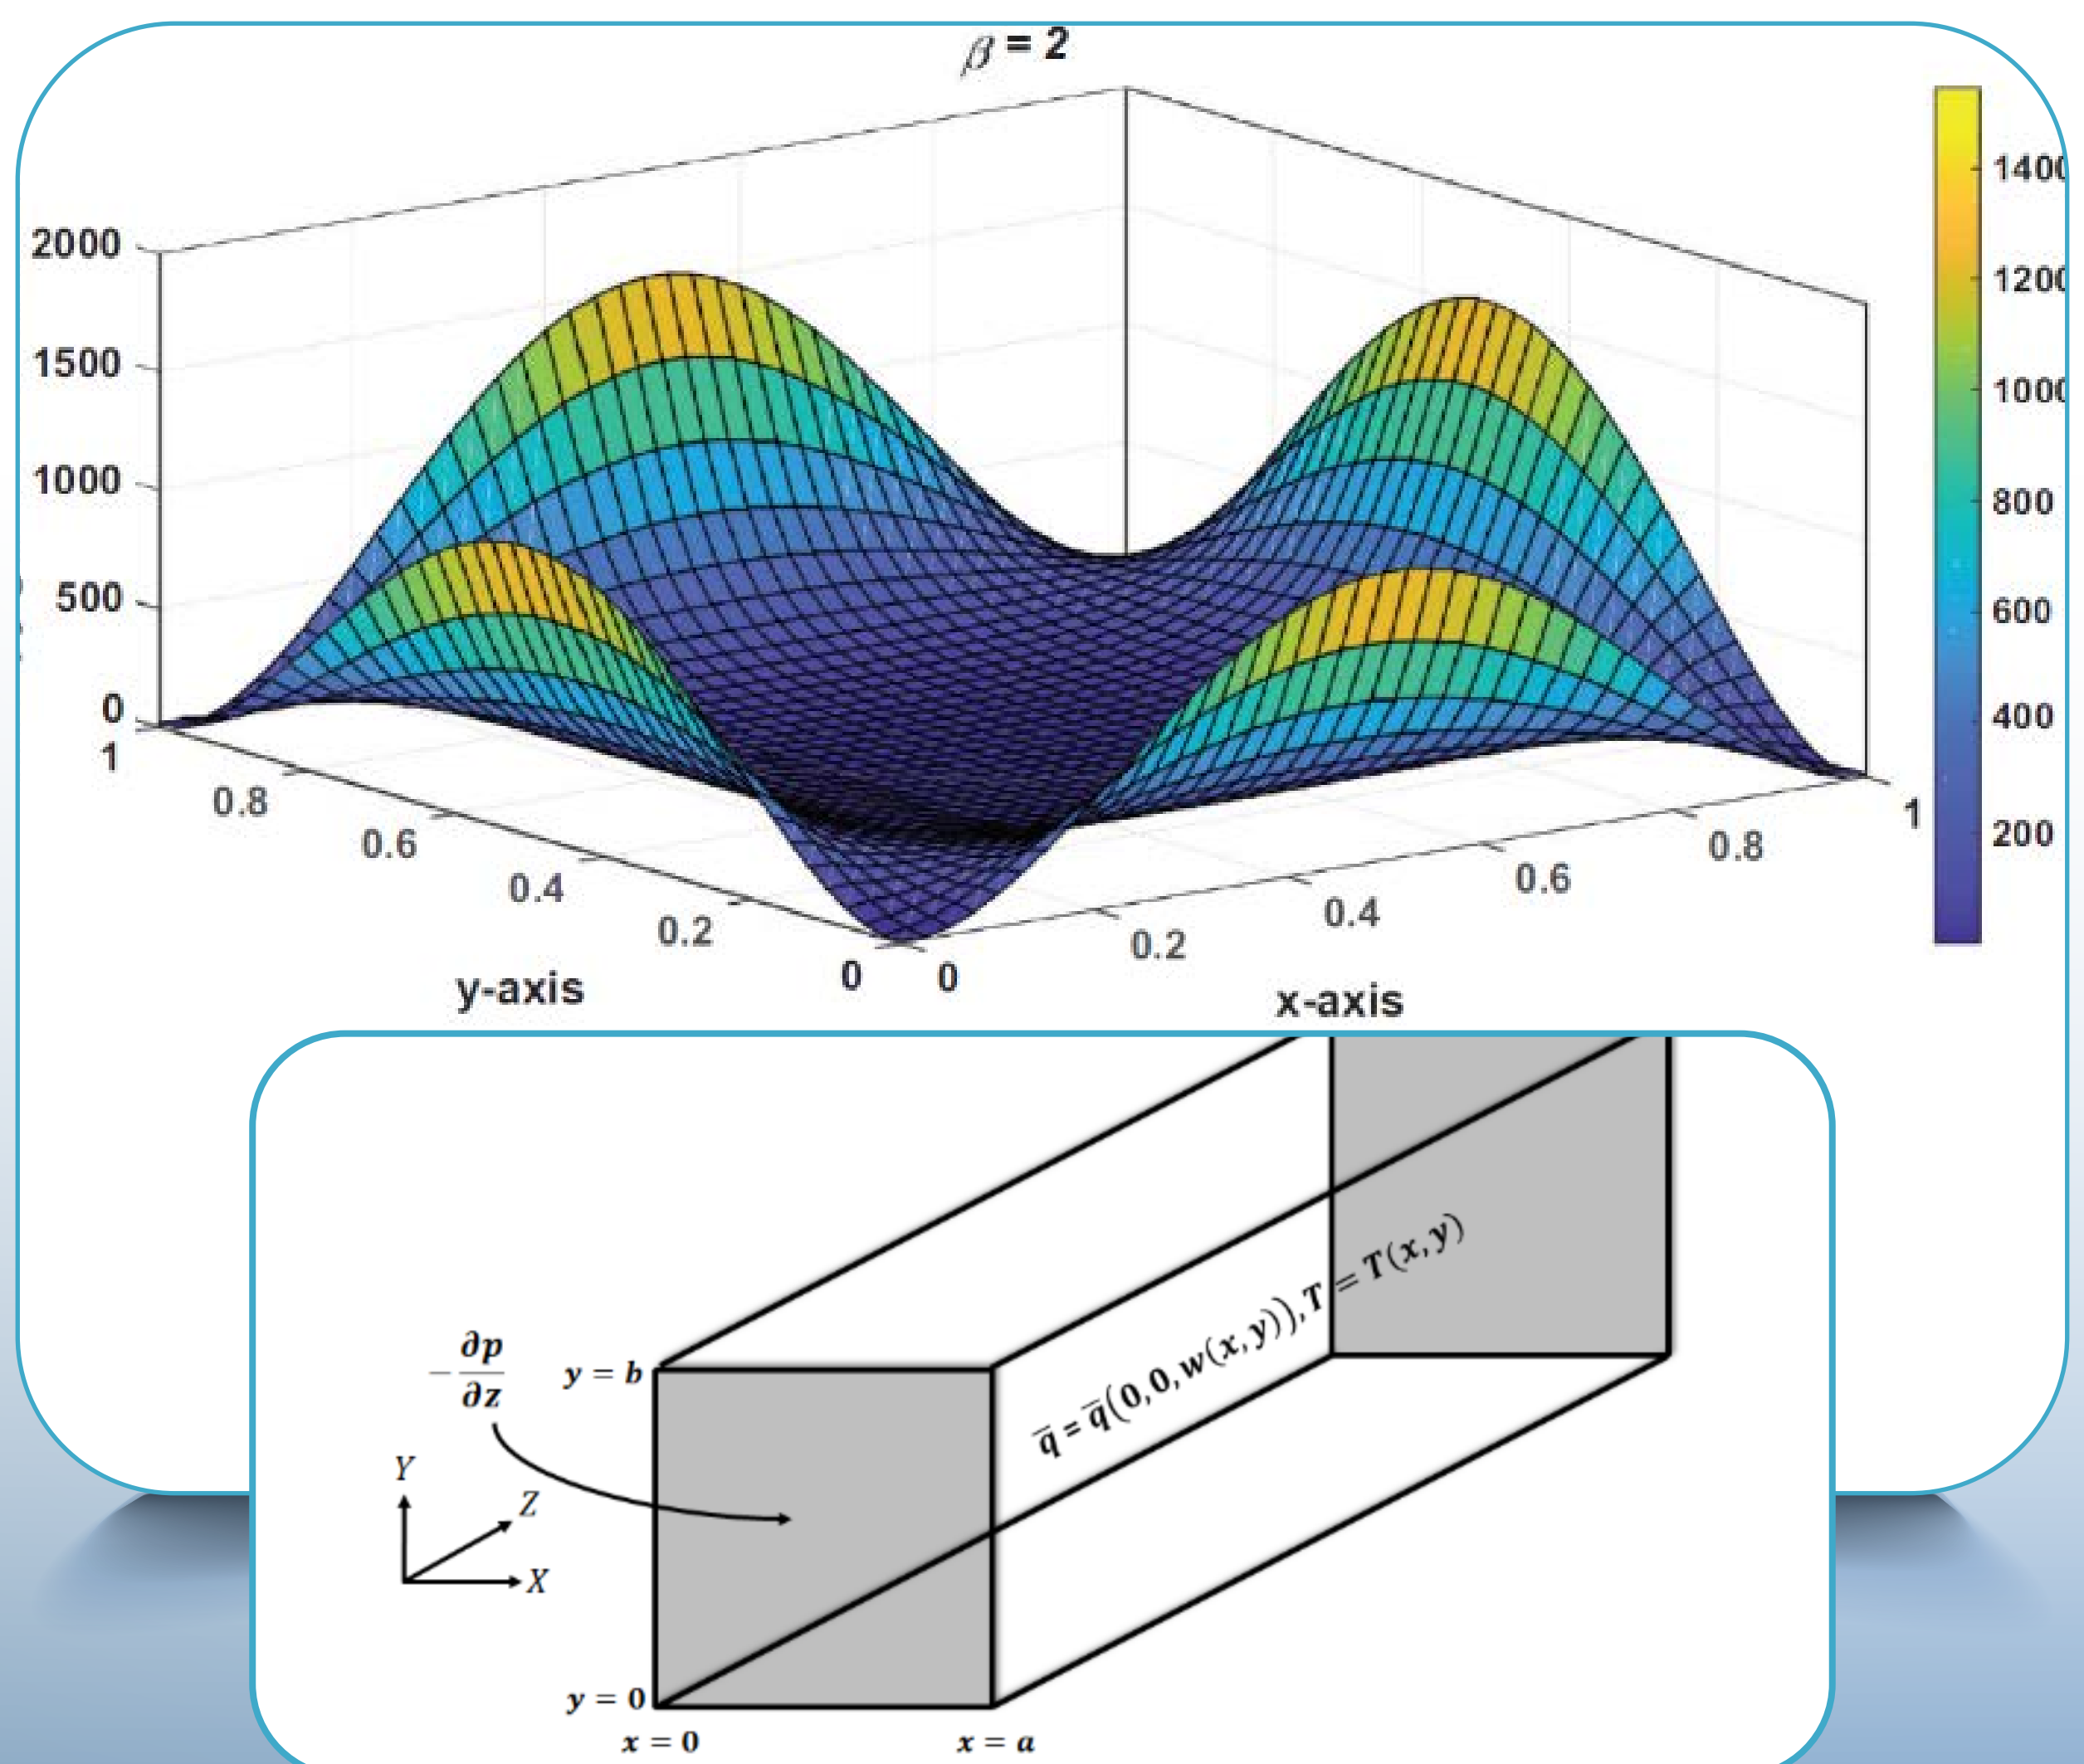 β = 2
2000
1500
1000
500
0
1
0.8
0.6
0.4
0.2
0
0
0.2
0.4
0.6
0.8
1
y-axis
x-axis
1400
1200
1000
800
600
400
200
−∂p/∂z
y = b
q̅ = q̅(0,0,w(x,y)), T = T(x,y)
Y
Z
X
y = 0
x = 0
x = a